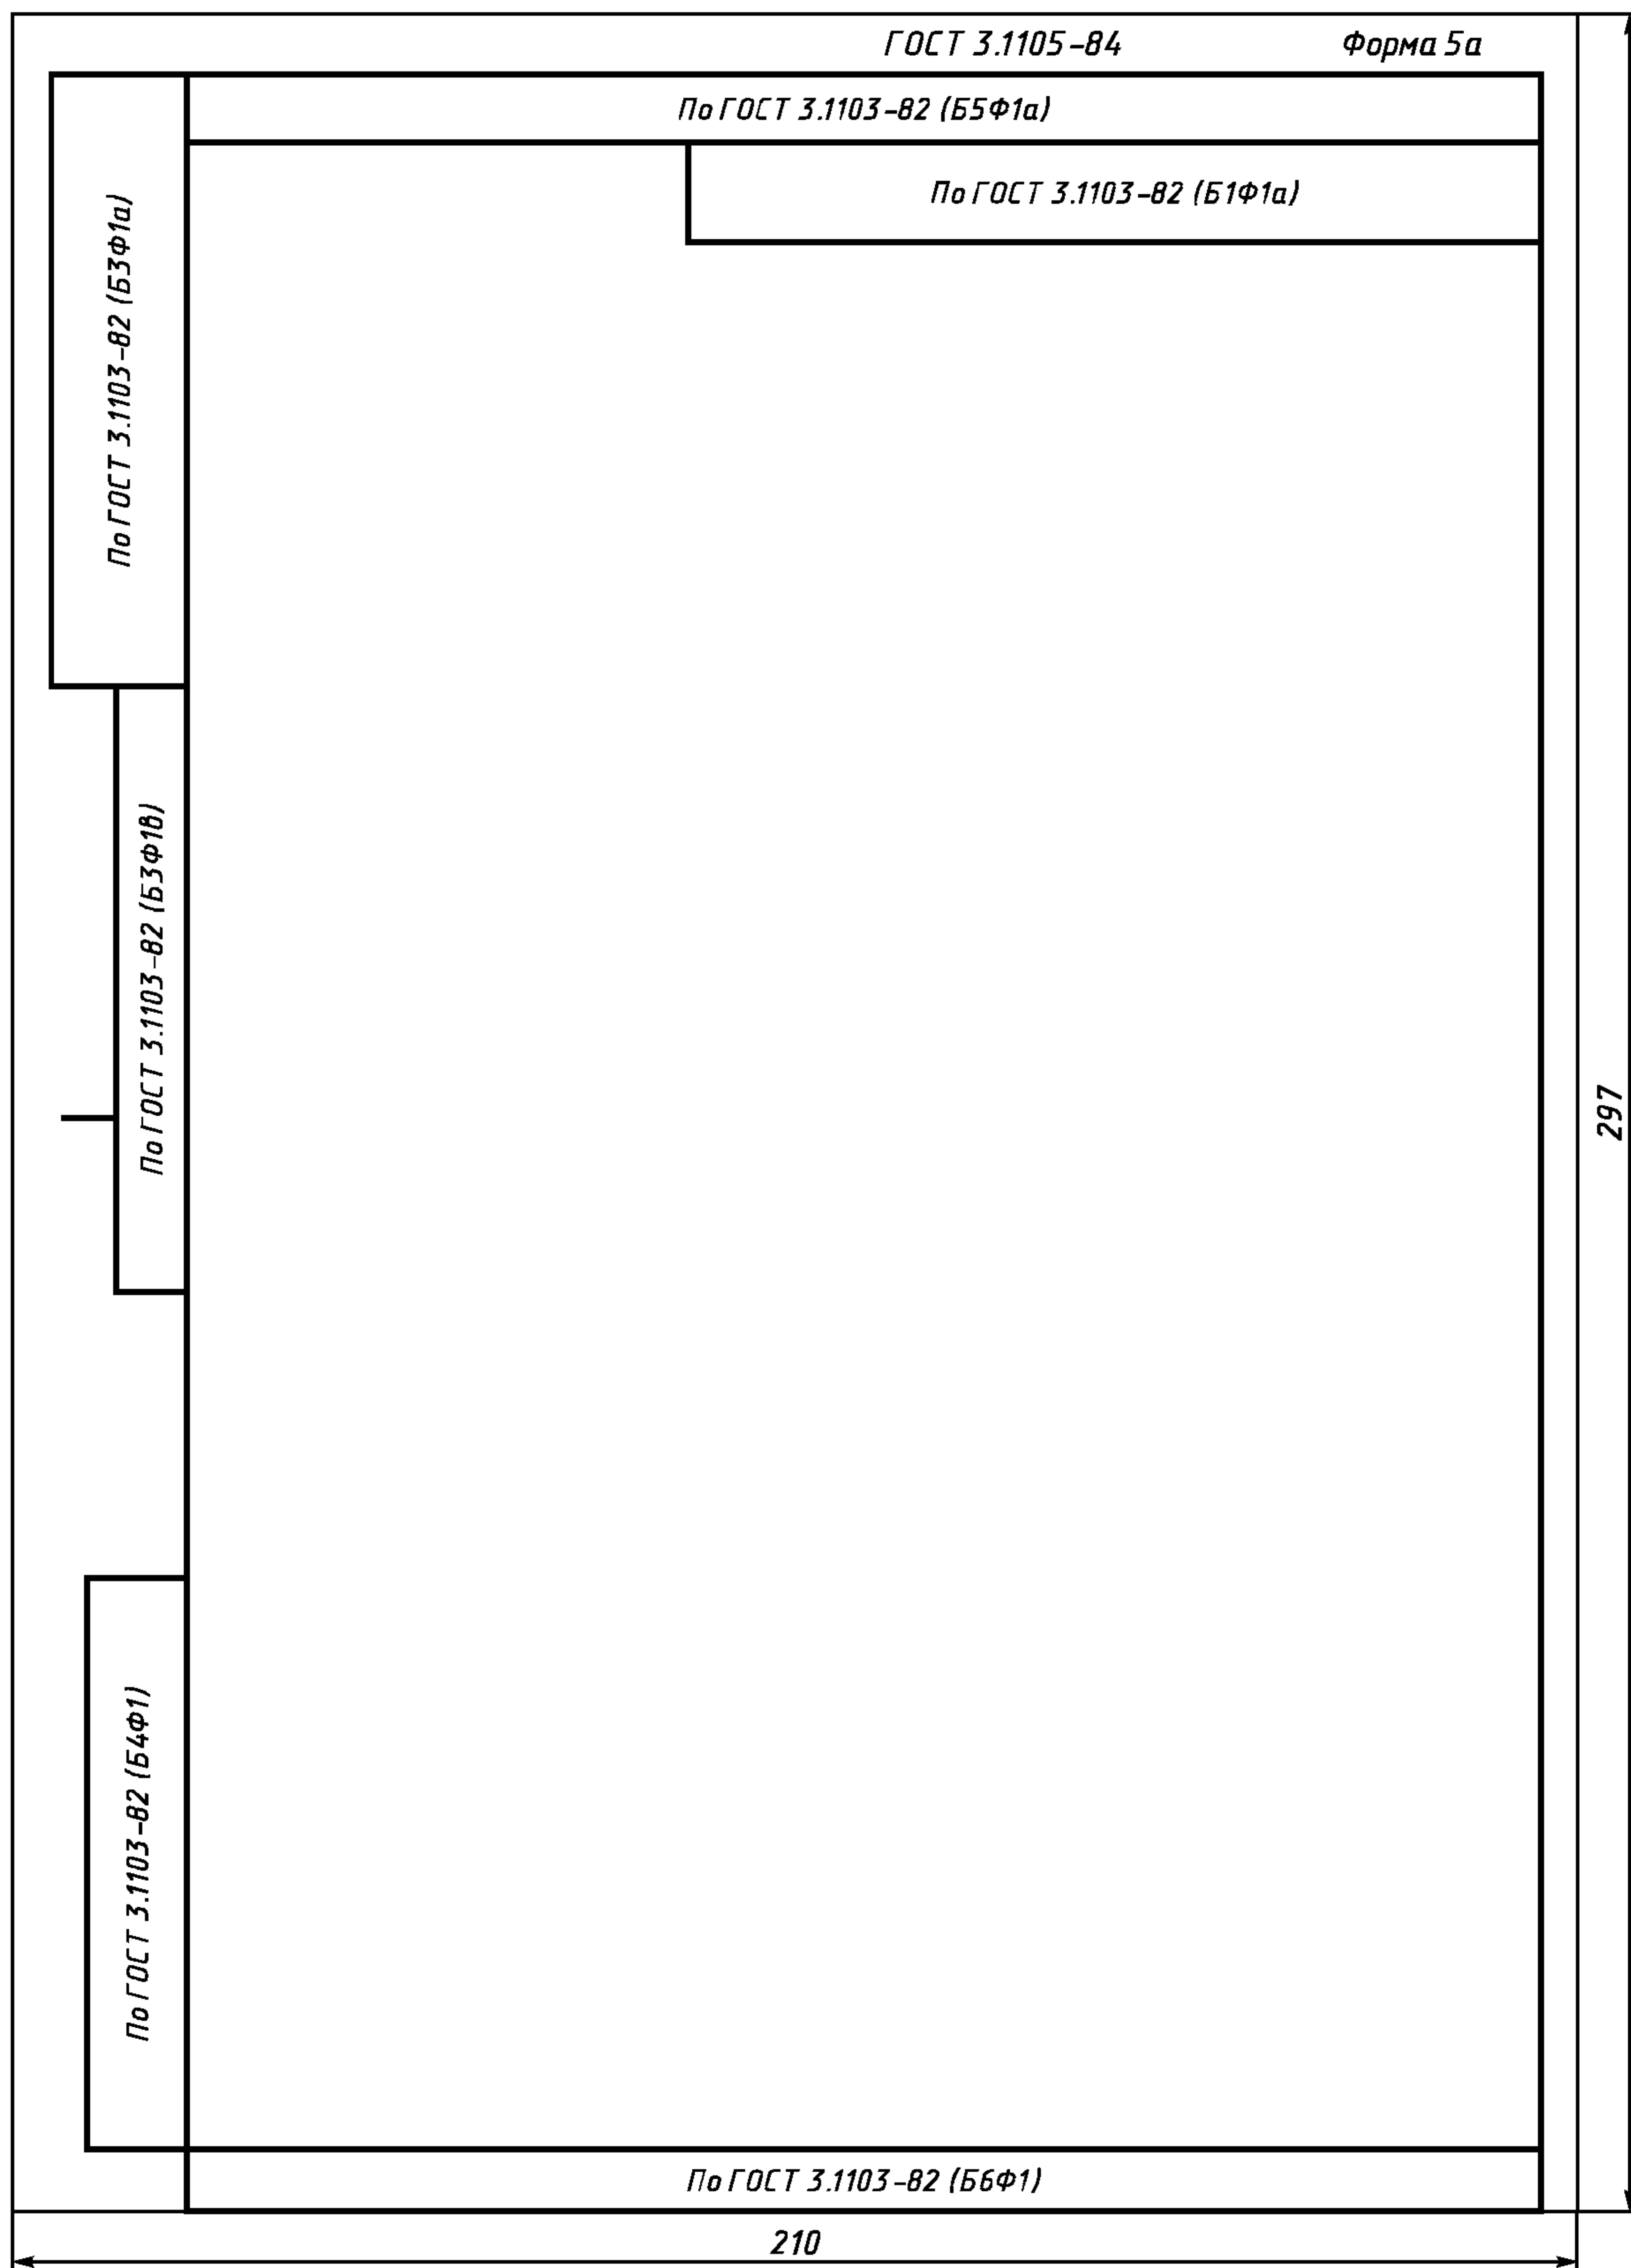 ГОСТ 3.1105-84 Форма 5а
По ГОСТ 3.1103-82 (Б5Ф1а)
По ГОСТ 3.1103-82 (Б1Ф1а)
По ГОСТ 3.1103-82 (Б3Ф1а)
По ГОСТ 3.1103-82 (Б3Ф1в)
297
По ГОСТ 3.1103-82 (Б4Ф1)
По ГОСТ 3.1103-82 (Б6Ф1)
210